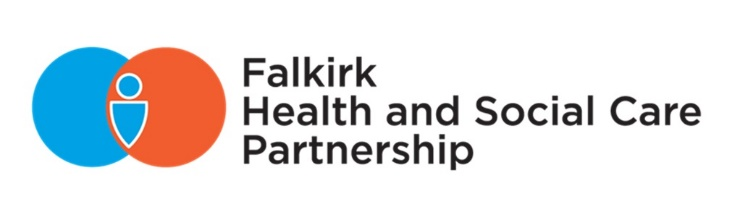 Falkirk
Health and Social Care
Partnership